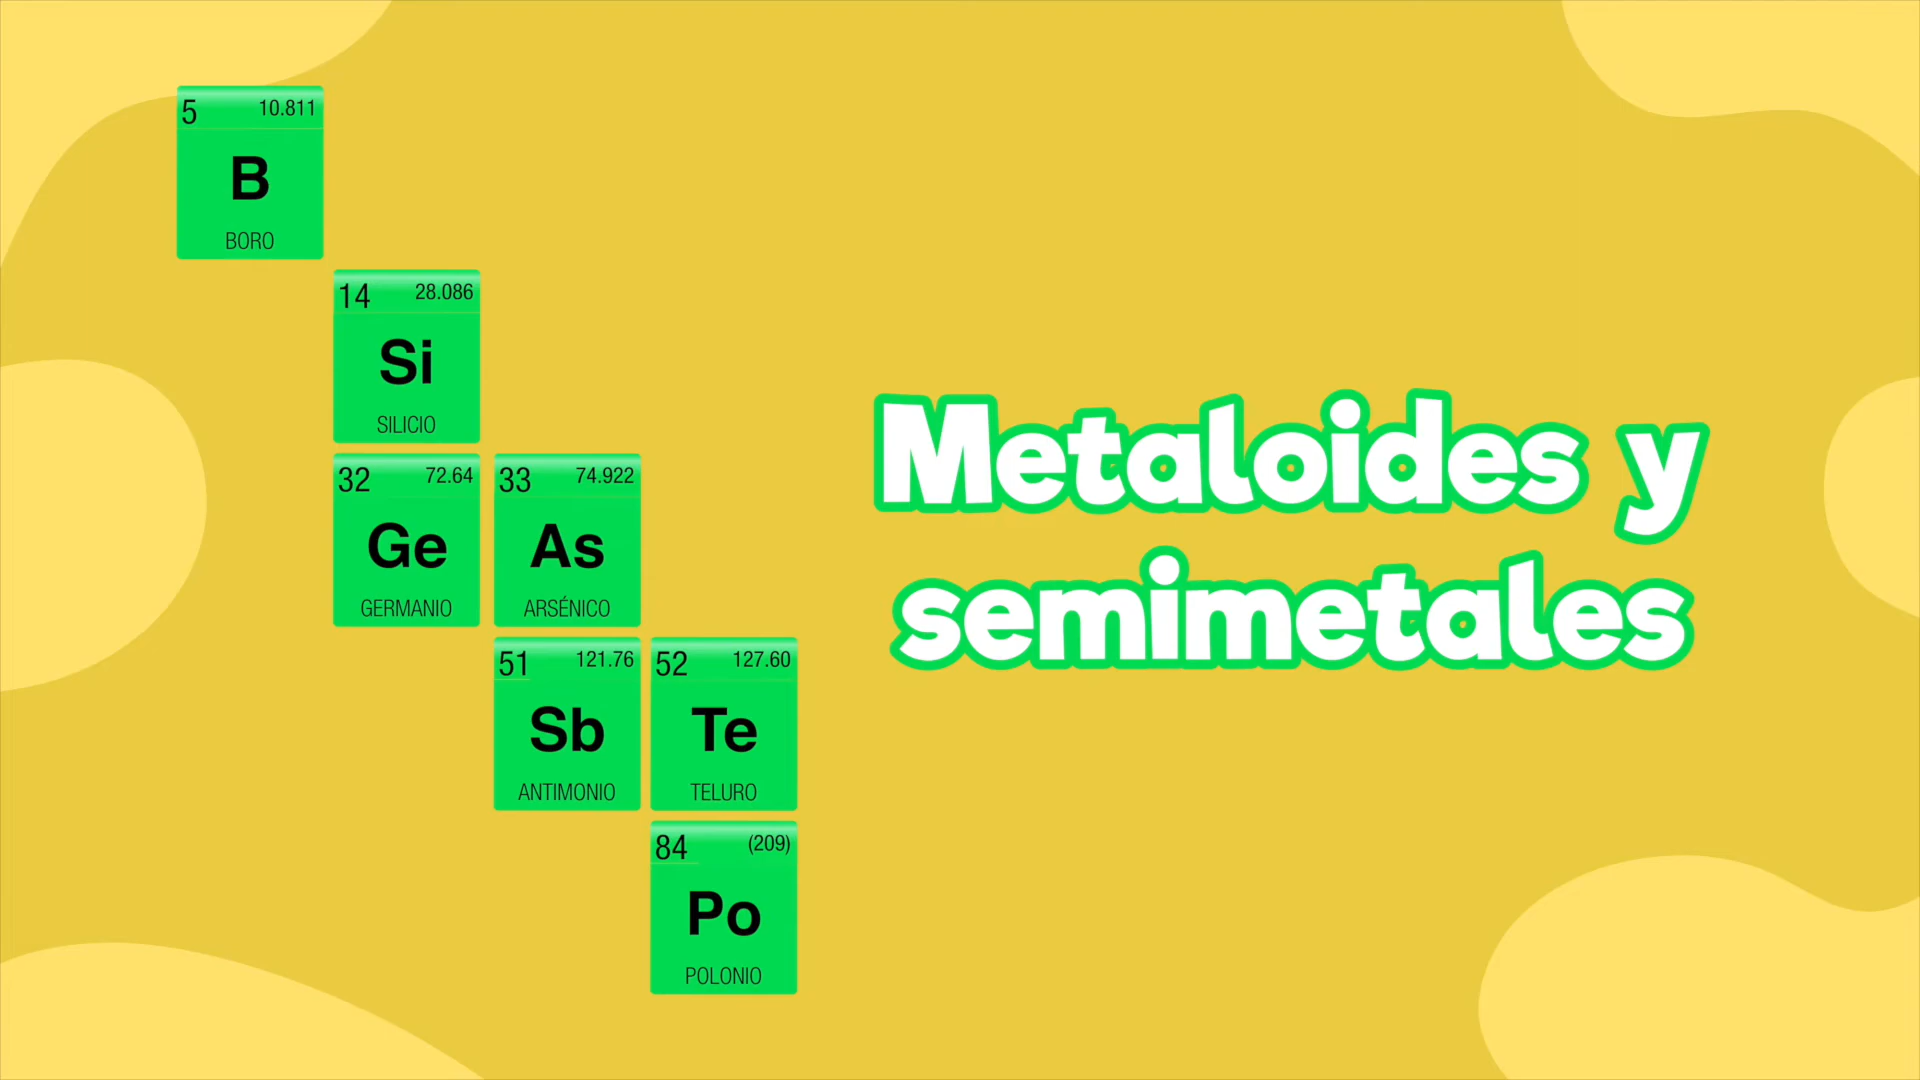 5 10.811
B
BORO
14 28.086
Si
SILICIO
32 72.64
Ge
GERMANIO
33 74.922
As
ARSÉNICO
51 121.76
Sb
ANTIMONIO
52 127.60
Te
TELURO
84 (209)
Po
POLONIO
Metaloides y
semimetales